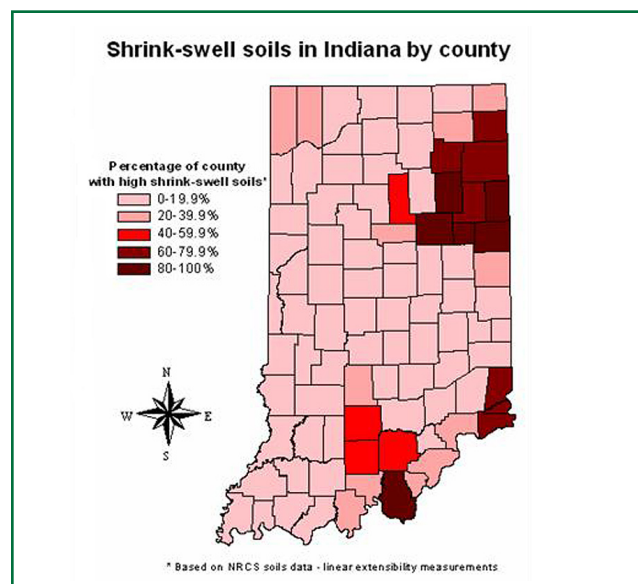 Shrink-swell soils in Indiana by county
Percentage of county
with high shrink-swell soils*
0-19.9%
20-39.9%
40-59.9%
60-79.9%
80-100%
N
W E
S
* Based on NRCS soils data - linear extensibility measurements